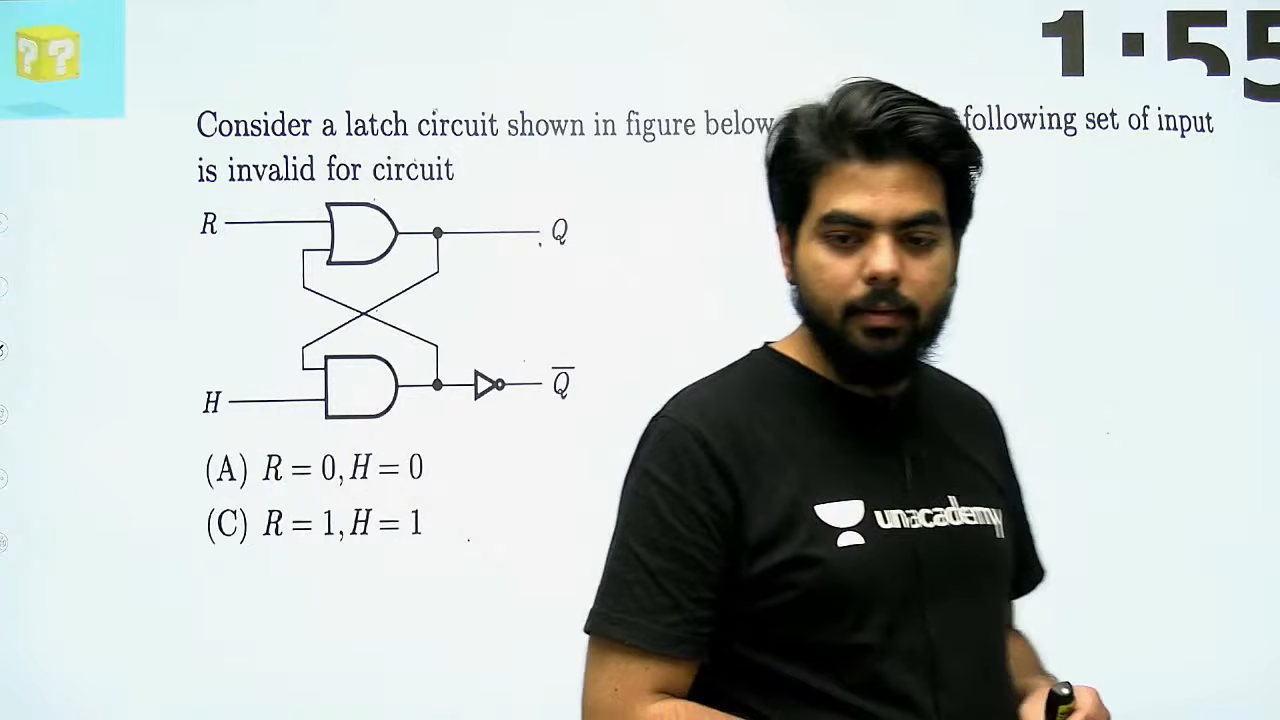 1:55
? ?
Consider a latch circuit shown in figure below following set of input
is invalid for circuit
R
Q
H
Q̅
(A) R = 0, H = 0
(C) R = 1, H = 1
unacademy